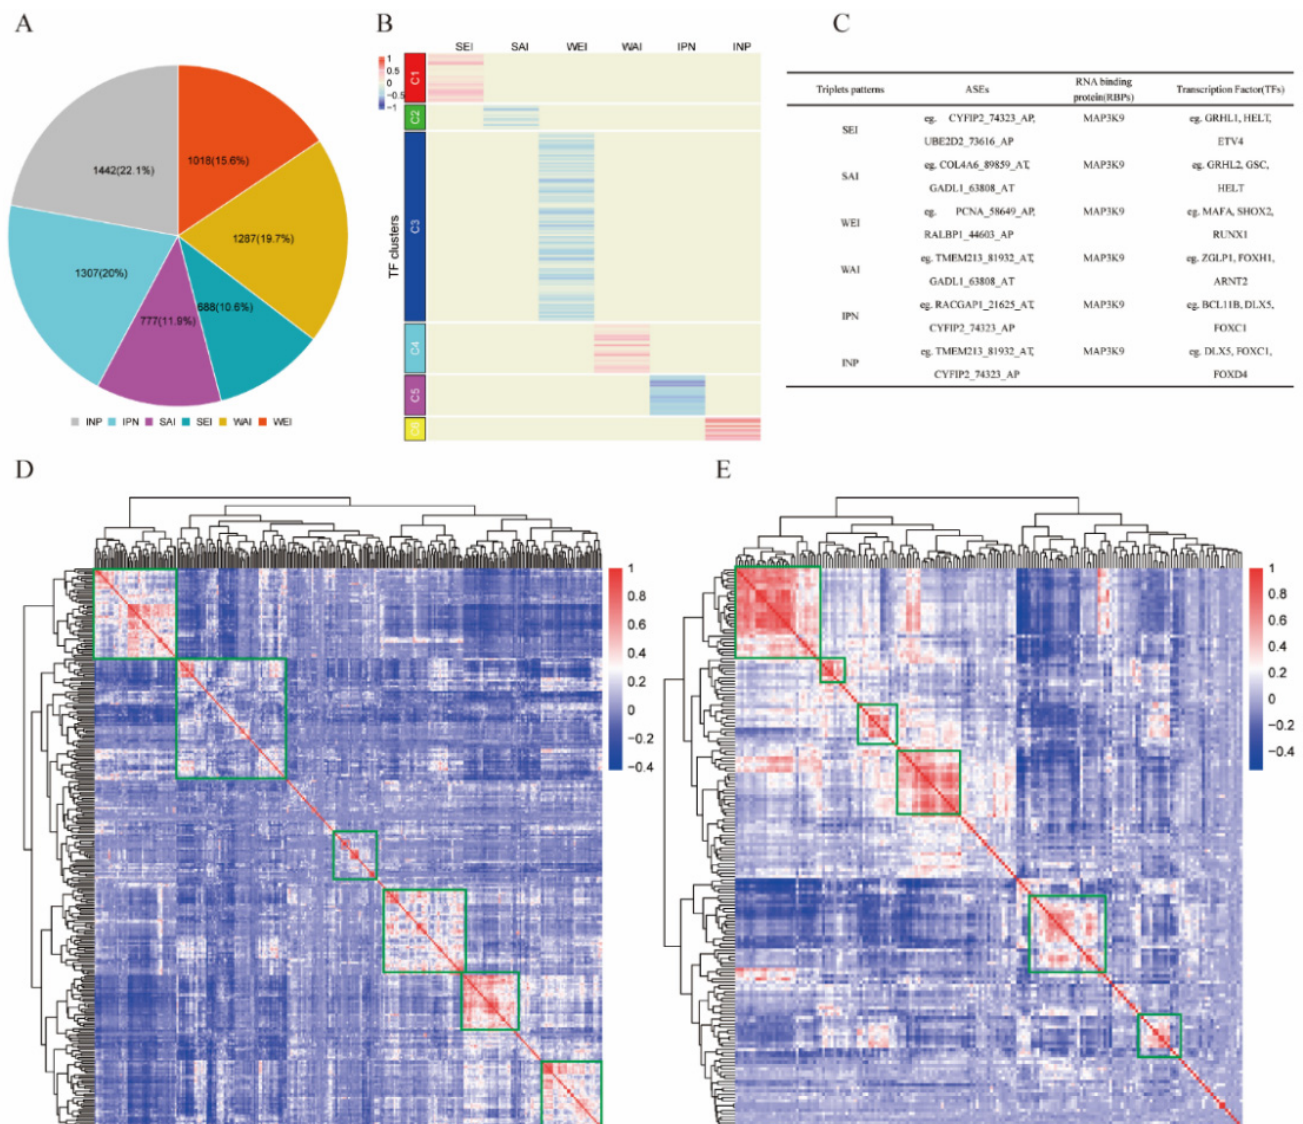 A
1442(22.1%)
1018(15.6%)
1287(19.7%)
1307(20%)
688(10.6%)
777(11.9%)
INP IPN SAI SEI WAI WEI
B
SEI SAI WEI WAI IPN INP
1
0.5
0
−0.5
−1
TF clusters
C1
C2
C3
C4
C5
C6
C
Triplets patterns ASEs RNA binding protein(RBPs) Transcription Factor(TFs)
SEI
eg. CYFIP2_74323_AP, MAP3K9 eg. GRHL1, HELT,
UBE2D2_73616_AP ETV4
SAI
eg. COL4A6_89859_AT, MAP3K9 eg. GRHL2, GSC,
GADL1_63808_AT HELT
WEI
eg. PCNA_58649_AP, MAP3K9 eg. MAFA, SHOX2,
RALBP1_44603_AP RUNX1
WAI
eg. TMEM213_81932_AT, MAP3K9 eg. ZGLP1, FOXH1,
GADL1_63808_AT ARNT2
IPN
eg. RACGAP1_21625_AT, MAP3K9 eg. BCL11B, DLX5,
CYFIP2_74323_AP FOXC1
INP
eg. TMEM213_81932_AT, MAP3K9 eg. DLX5, FOXC1,
CYFIP2_74323_AP FOXD4
D
1
0.8
0.6
0.4
0.2
0
−0.2
−0.4
E
1
0.8
0.6
0.4
0.2
0
−0.2
−0.4